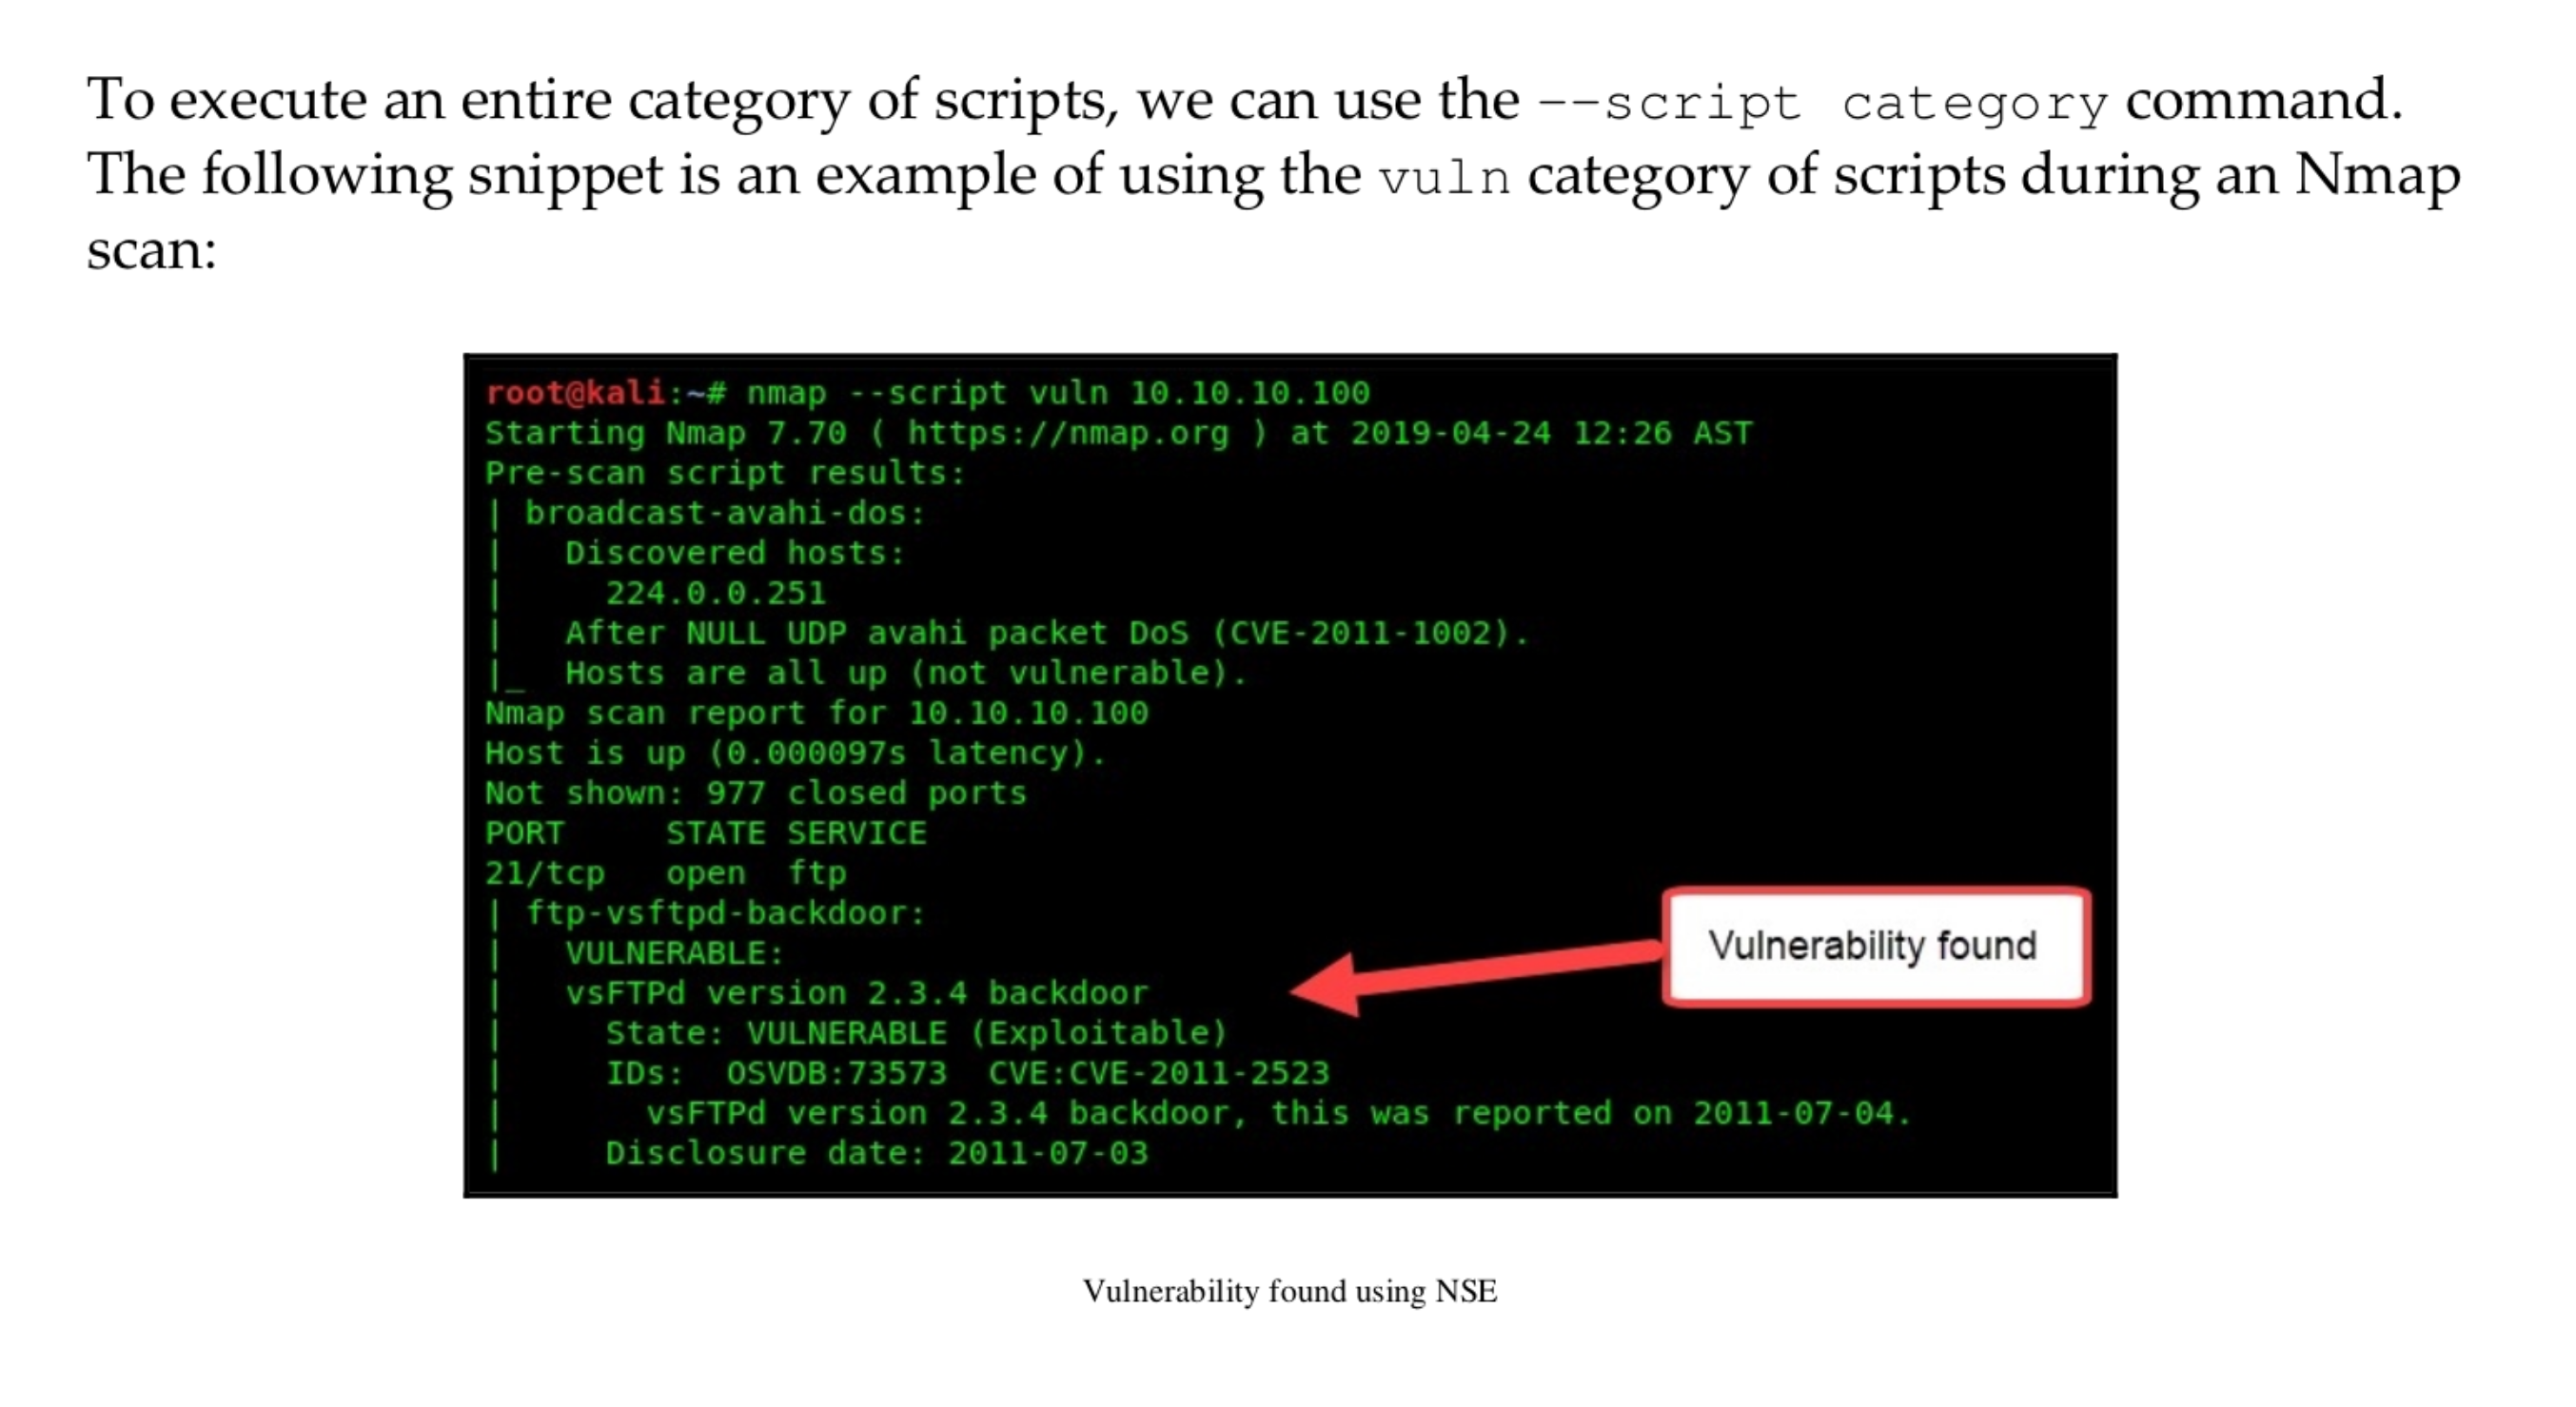 To execute an entire category of scripts, we can use the --script category command.
The following snippet is an example of using the vuln category of scripts during an Nmap
scan:
root@kali:~# nmap --script vuln 10.10.10.100
Starting Nmap 7.70 ( https://nmap.org ) at 2019-04-24 12:26 AST
Pre-scan script results:
| broadcast-avahi-dos:
|   Discovered hosts:
|     224.0.0.251
|   After NULL UDP avahi packet DoS (CVE-2011-1002).
|_  Hosts are all up (not vulnerable).
Nmap scan report for 10.10.10.100
Host is up (0.000097s latency).
Not shown: 977 closed ports
PORT     STATE SERVICE
21/tcp   open  ftp
| ftp-vsftpd-backdoor:
|   VULNERABLE:
|   vsFTPd version 2.3.4 backdoor
|     State: VULNERABLE (Exploitable)
|     IDs:  OSVDB:73573  CVE:CVE-2011-2523
|       vsFTPd version 2.3.4 backdoor, this was reported on 2011-07-04.
|     Disclosure date: 2011-07-03
Vulnerability found
Vulnerability found using NSE